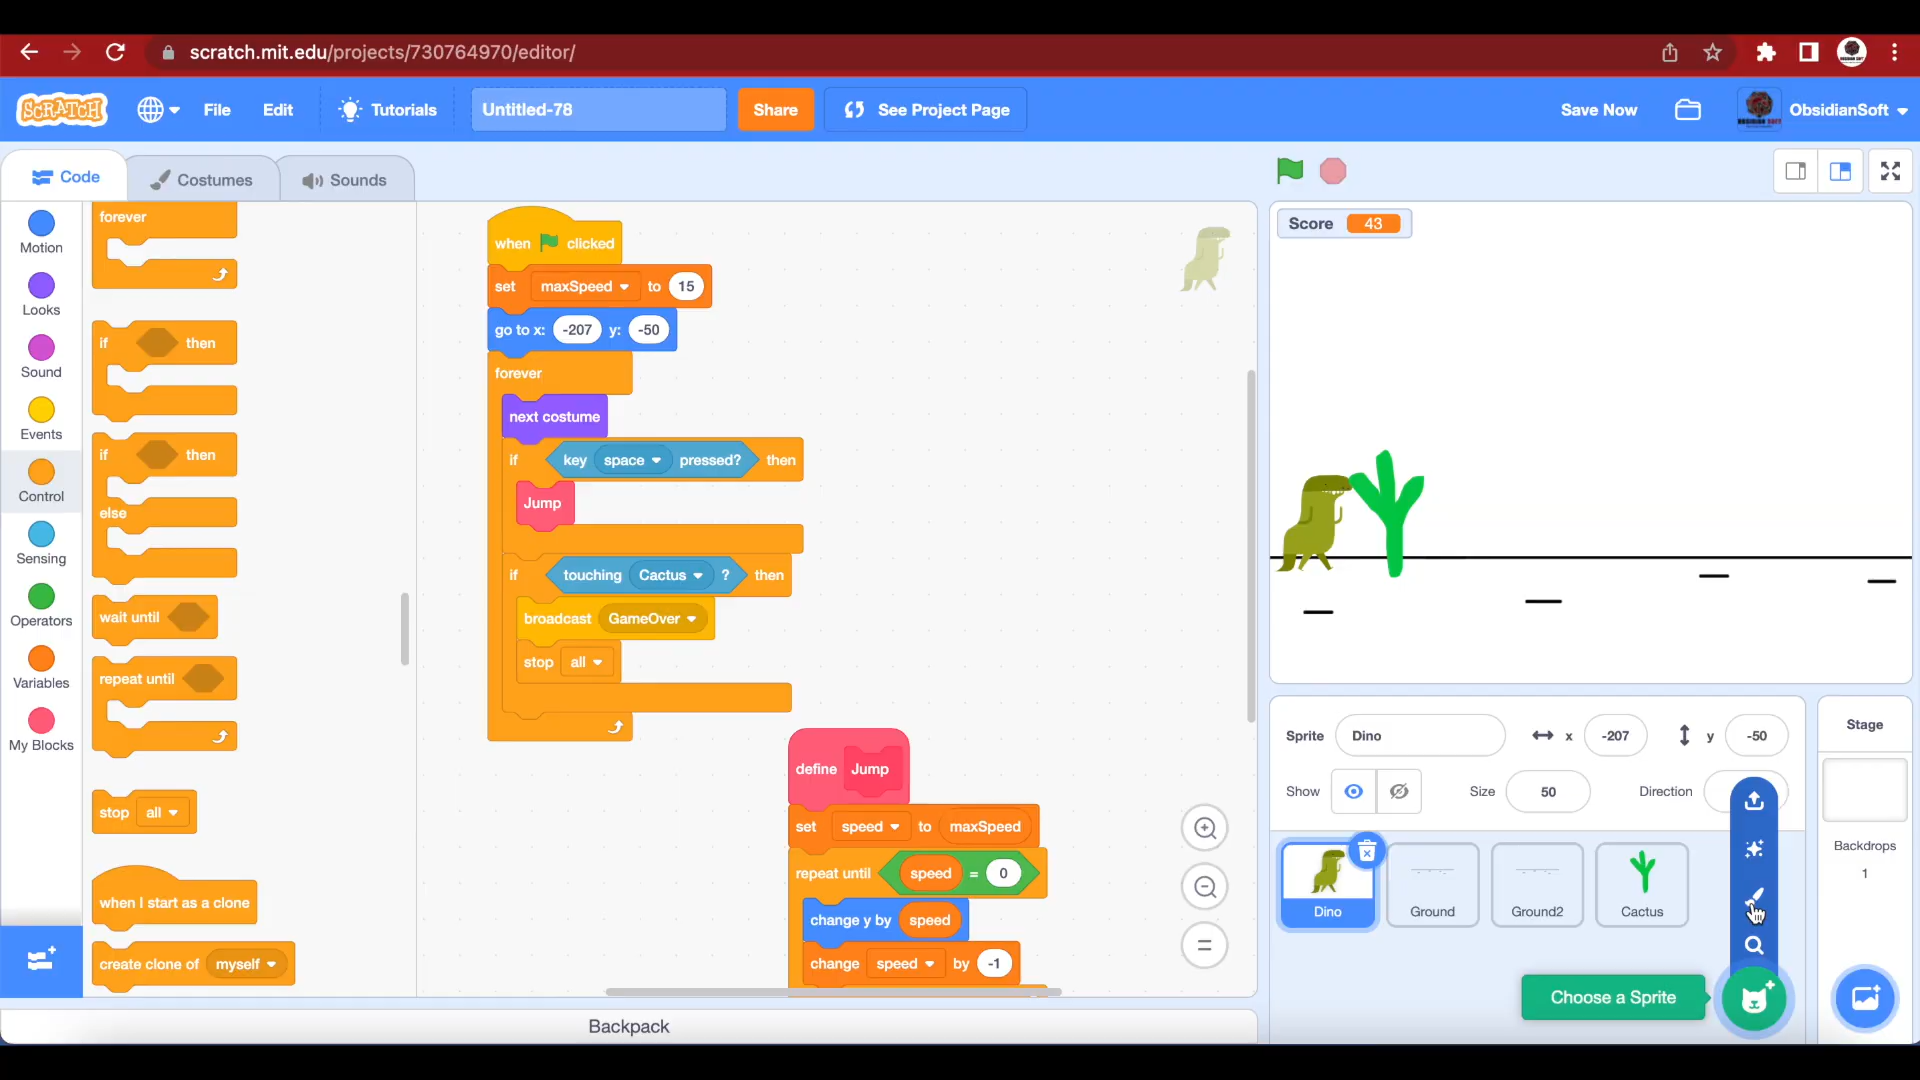 scratch.mit.edu/projects/730764970/editor/
SCRATCH File Edit Tutorials Untitled-78 Share See Project Page Save Now ObsidianSoft
Code Costumes Sounds
Motion
Looks
Sound
Events
Control
Sensing
Operators
Variables
My Blocks
forever
if then
if then
else
wait until
repeat until
stop all
when I start as a clone
create clone of myself
when clicked
set maxSpeed to 15
go to x: -207 y: -50
forever
next costume
if key space pressed? then
Jump
if touching Cactus ? then
broadcast GameOver
stop all
define Jump
set speed to maxSpeed
repeat until speed = 0
change y by speed
change speed by -1
Backpack
Score 43
Sprite Dino x -207 y -50
Show Size 50 Direction
Dino Ground Ground2 Cactus
Choose a Sprite
Stage
Backdrops
1